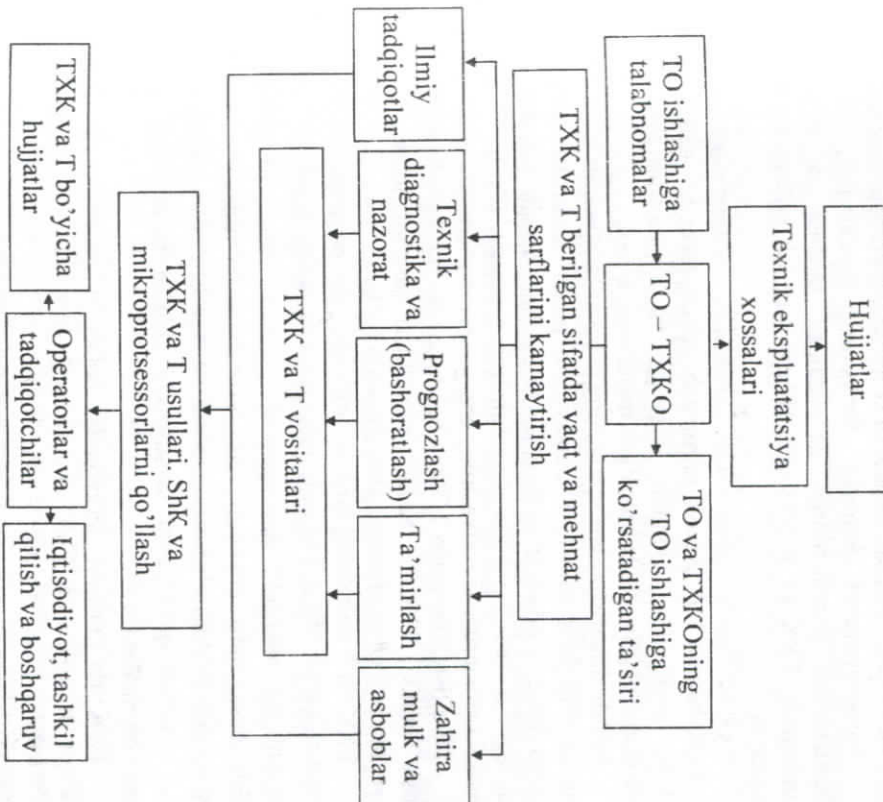 Hujjatlar
Texnik ekspluatatsiya
xossalari
TO ishlashiga
talabnomalar
TO – TXKO
TO va TXKOning
TO ishlashiga
ko'rsatadigan ta'siri
TXK va T berilgan sifatda vaqt va mehnat
sarflarini kamaytirish
Ilmiy
tadqiqotlar
Texnik
diagnostika va
nazorat
Prognozlash
(bashoratlash)
Ta'mirlash
Zahira
mulk va
asboblar
TXK va T vositalari
TXK va T usullari. ShK va
mikroprotsessorlarni qo'llash
TXK va T bo'yicha
hujjatlar
Operatorlar va
tadqiqotchilar
Iqtisodiyot, tashkil
qilish va boshqaruv